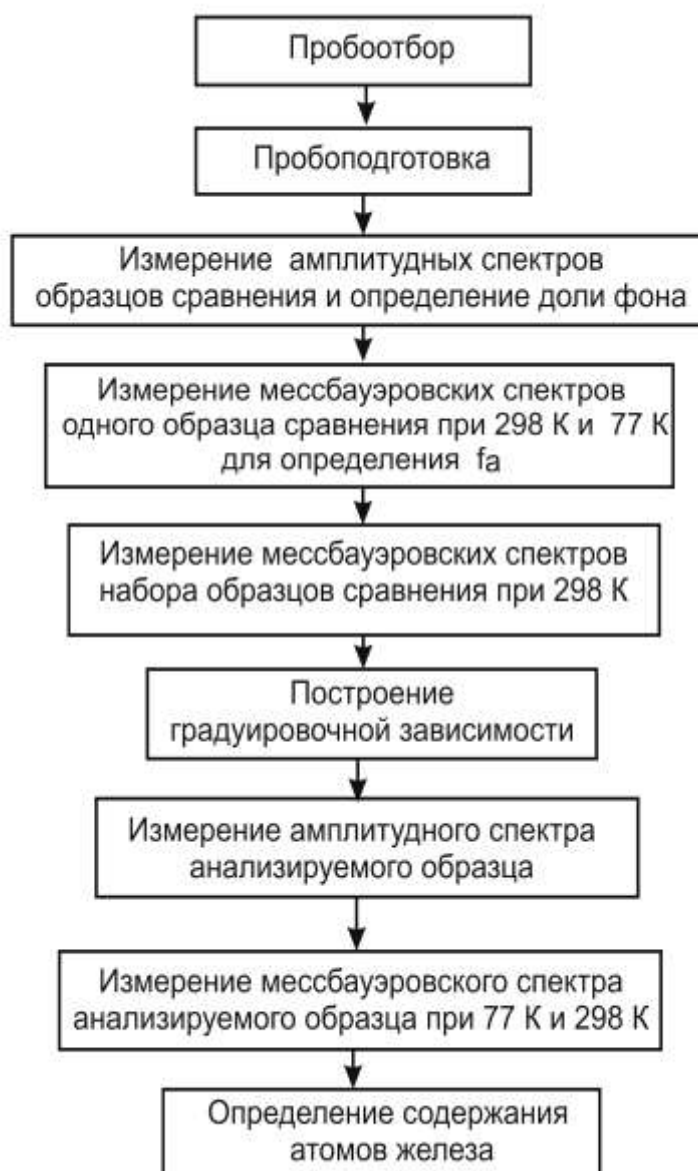 Пробоотбор
Пробоподготовка
Измерение амплитудных спектров
образцов сравнения и определение доли фона
Измерение мессбауэровских спектров
одного образца сравнения при 298 К и 77 К
для определения fa
Измерение мессбауэровских спектров
набора образцов сравнения при 298 К
Построение
градуировочной зависимости
Измерение амплитудного спектра
анализируемого образца
Измерение мессбауэровского спектра
анализируемого образца при 77 К и 298 К
Определение содержания
атомов железа